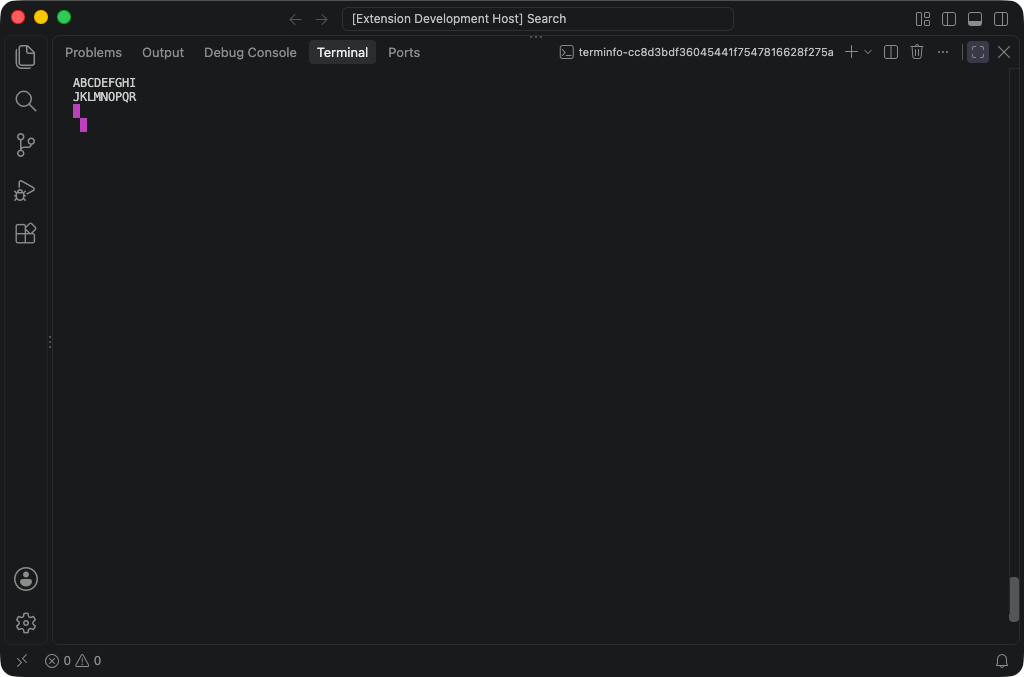 [Extension Development Host] Search
Problems Output Debug Console Terminal Ports terminfo-cc8d3bdf36045441f7547816628f275a
ABCDEFGHI
JKLMNOPQR
0 0